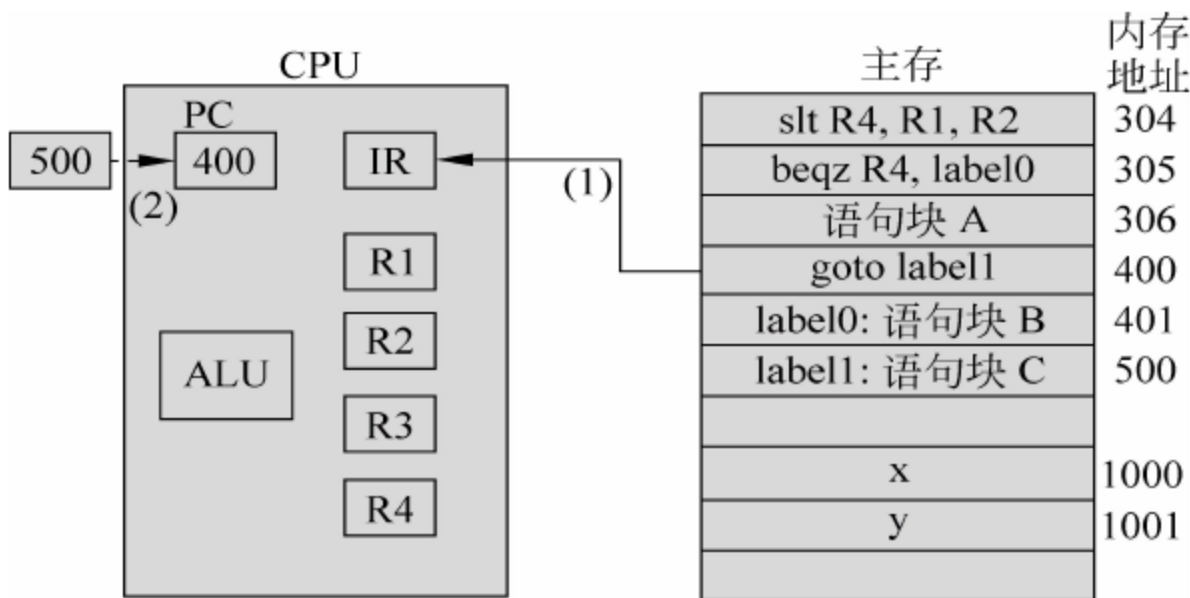 CPU
主存
内存
地址
PC
500
400
IR
(1)
(2)
R1
R2
R3
R4
ALU
slt R4, R1, R2
304
beqz R4, label0
305
语句块 A
306
goto label1
400
label0: 语句块 B
401
label1: 语句块 C
500
x
1000
y
1001